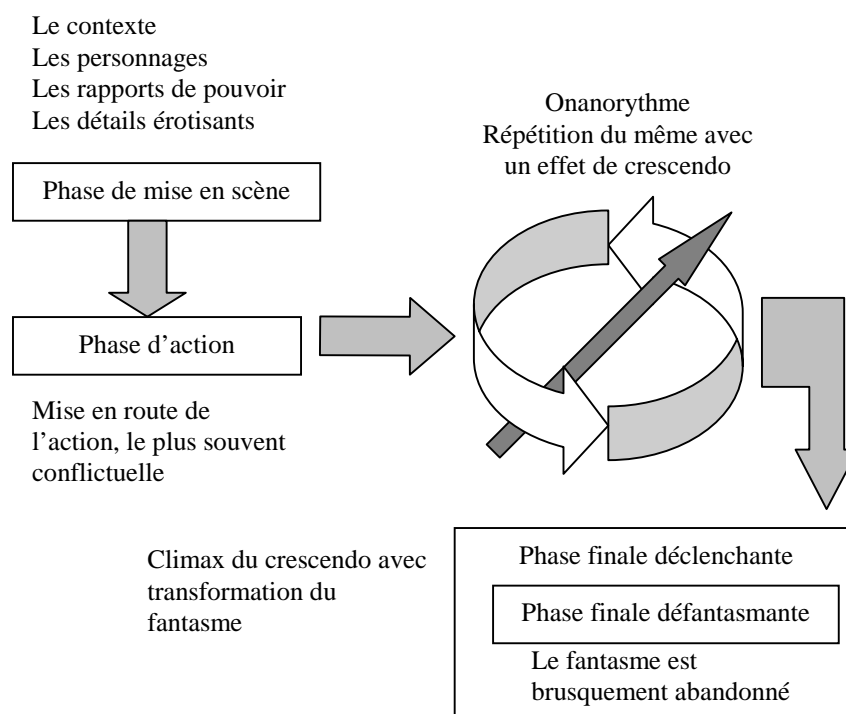 Le contexte
Les personnages
Les rapports de pouvoir
Les détails érotisants
Phase de mise en scène
Onanorythme
Répétition du même avec
un effet de crescendo
Phase d’action
Mise en route de
l’action, le plus souvent
conflictuelle
Climax du crescendo avec
transformation du
fantasme
Phase finale déclenchante
Phase finale défantasmante
Le fantasme est
brusquement abandonné